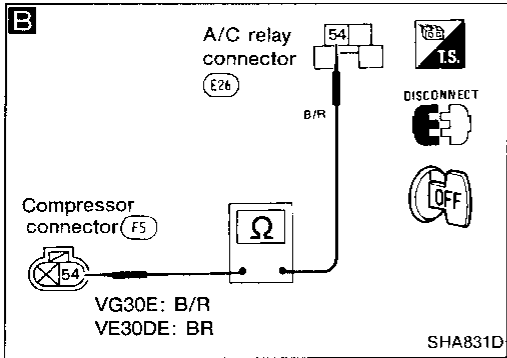 B
A/C relay
connector
E26
54
T.S.
DISCONNECT
B/R
OFF
Compressor
connector F5
54
Ω
VG30E: B/R
VE30DE: BR
SHA831D